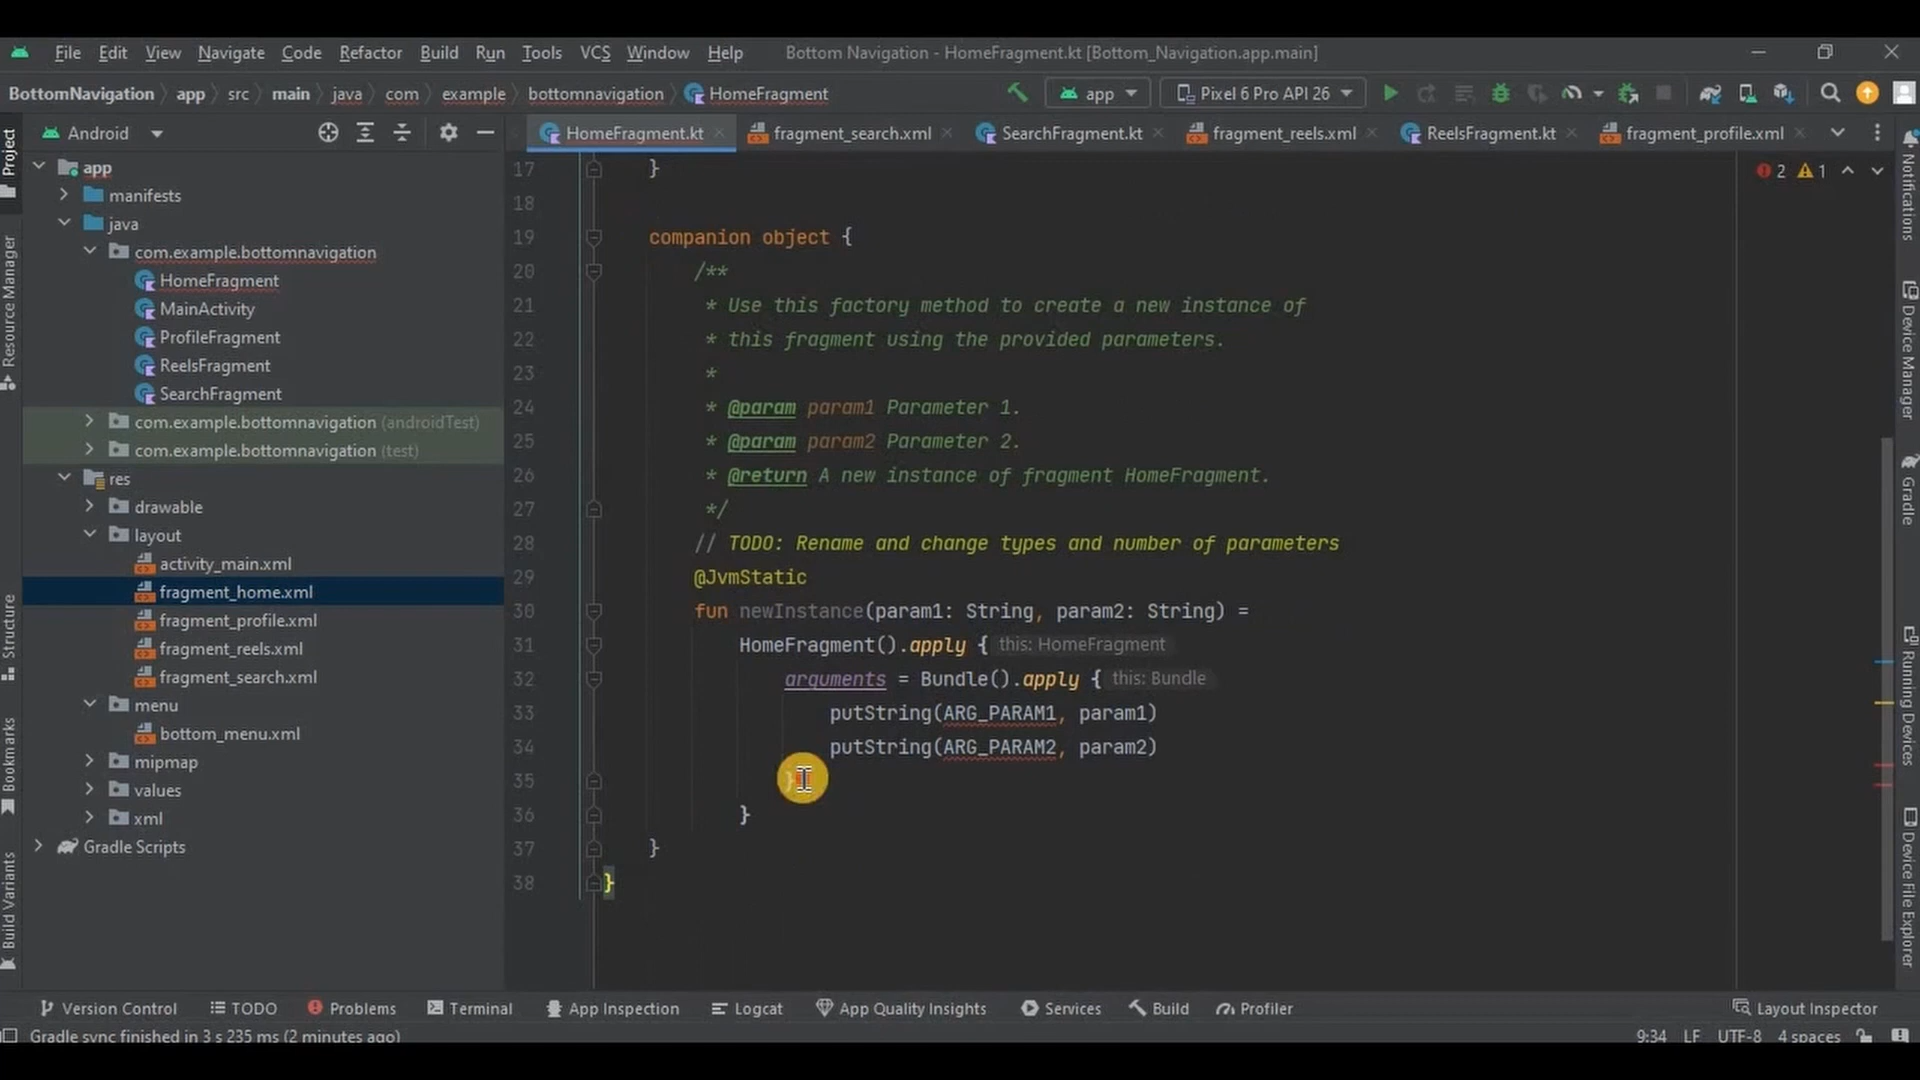 File Edit View Navigate Code Refactor Build Run Tools VCS Window Help Bottom Navigation - HomeFragment.kt [Bottom_Navigation.app.main]
BottomNavigation app src main java com example bottomnavigation HomeFragment app Pixel 6 Pro API 26
Project
Android
HomeFragment.kt fragment_search.xml SearchFragment.kt fragment_reels.xml ReelsFragment.kt fragment_profile.xml
app
manifests
java
com.example.bottomnavigation
HomeFragment
MainActivity
ProfileFragment
ReelsFragment
SearchFragment
com.example.bottomnavigation (androidTest)
com.example.bottomnavigation (test)
res
drawable
layout
activity_main.xml
fragment_home.xml
fragment_profile.xml
fragment_reels.xml
fragment_search.xml
menu
bottom_menu.xml
mipmap
values
xml
Gradle Scripts
Resource Manager
Structure
Bookmarks
Build Variants
2 1
17 }
18
19 companion object {
20 /**
21 * Use this factory method to create a new instance of
22 * this fragment using the provided parameters.
23 *
24 * @param param1 Parameter 1.
25 * @param param2 Parameter 2.
26 * @return A new instance of fragment HomeFragment.
27 */
28 // TODO: Rename and change types and number of parameters
29 @JvmStatic
30 fun newInstance(param1: String, param2: String) =
31 HomeFragment().apply { this: HomeFragment
32 arguments = Bundle().apply { this: Bundle
33 putString(ARG_PARAM1, param1)
34 putString(ARG_PARAM2, param2)
35 }
36 }
37 }
38 }
Notifications
Device Manager
Gradle
Running Devices
Device File Explorer
Version Control TODO Problems Terminal App Inspection Logcat App Quality Insights Services Build Profiler Layout Inspector
Gradle sync finished in 3 s 235 ms (2 minutes ago) 9:34 LF UTF-8 4 spaces